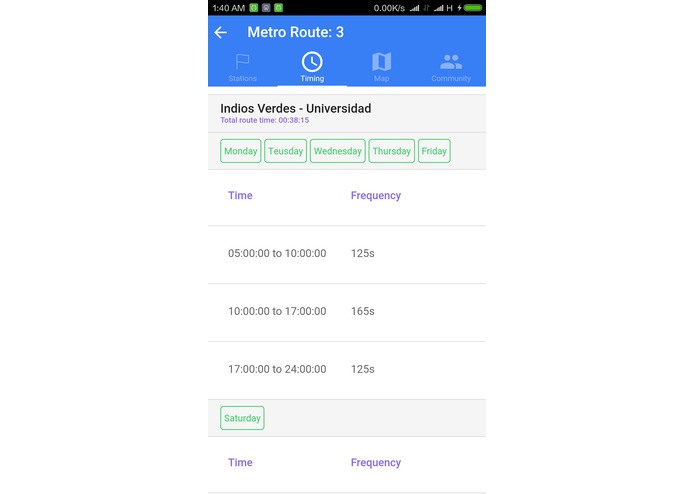 1:40 AM 0.00K/s H
Metro Route: 3
Stations Timing Map Community
Indios Verdes - Universidad
Total route time: 00:38:15
Monday Teusday Wednesday Thursday Friday
Time Frequency
05:00:00 to 10:00:00 125s
10:00:00 to 17:00:00 165s
17:00:00 to 24:00:00 125s
Saturday
Time Frequency